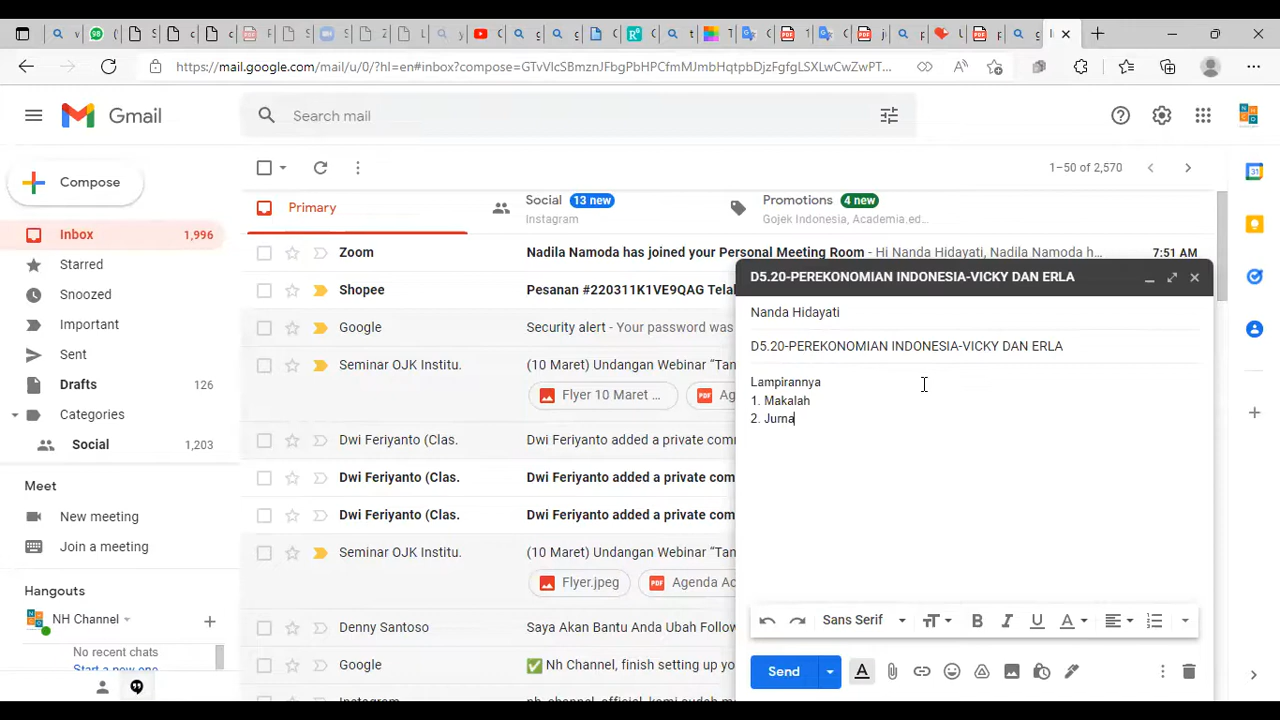 https://mail.google.com/mail/u/0/?hl=en#inbox?compose=GTvVlcSBmznJFbgPbHPCfmMJmbHqtpbDjzFgfgLSXLwCwZwPT...
Gmail
Search mail
Compose
1–50 of 2,570
Primary
Social 13 new
Instagram
Promotions 4 new
Gojek Indonesia, Academia.ed...
Inbox 1,996
Starred
Snoozed
Important
Sent
Drafts 126
Categories
Social 1,203
Meet
New meeting
Join a meeting
Hangouts
NH Channel
No recent chats
Start a new one
Zoom Nadila Namoda has joined your Personal Meeting Room - Hi Nanda Hidayati, Nadila Namoda h... 7:51 AM
Shopee Pesanan #220311K1VE9QAG Tela
Google Security alert - Your password was
Seminar OJK Institu. (10 Maret) Undangan Webinar “Tan
Flyer 10 Maret ... Ag
Dwi Feriyanto (Clas. Dwi Feriyanto added a private com
Dwi Feriyanto (Clas. Dwi Feriyanto added a private com
Dwi Feriyanto (Clas. Dwi Feriyanto added a private com
Seminar OJK Institu. (10 Maret) Undangan Webinar “Tan
Flyer.jpeg PDF Agenda Ac
Denny Santoso Saya Akan Bantu Anda Ubah Follow
Google ✅ Nh Channel, finish setting up yo
D5.20-PEREKONOMIAN INDONESIA-VICKY DAN ERLA
Nanda Hidayati
D5.20-PEREKONOMIAN INDONESIA-VICKY DAN ERLA
Lampirannya
1. Makalah
2. Jurna
Sans Serif
Send